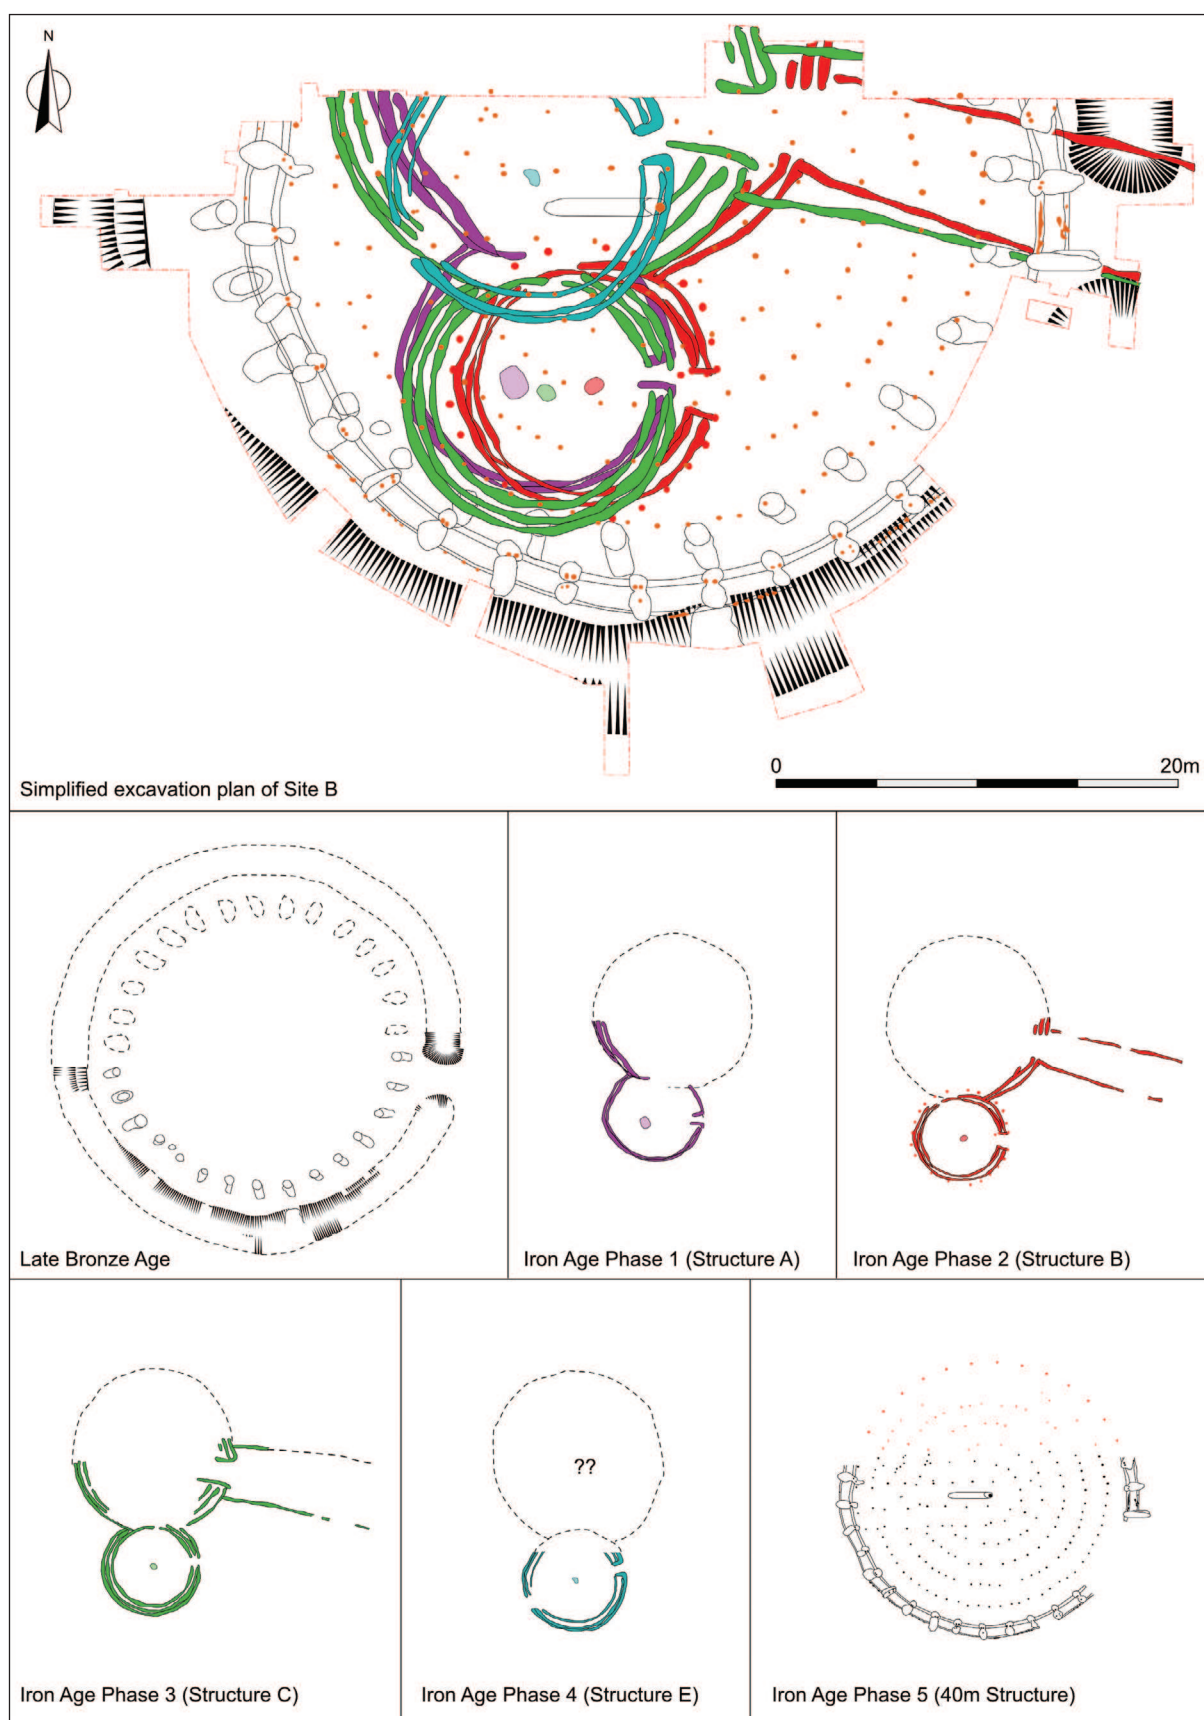 N
0 20m
Simplified excavation plan of Site B
Late Bronze Age
Iron Age Phase 1 (Structure A)
Iron Age Phase 2 (Structure B)
??
Iron Age Phase 3 (Structure C)
Iron Age Phase 4 (Structure E)
Iron Age Phase 5 (40m Structure)